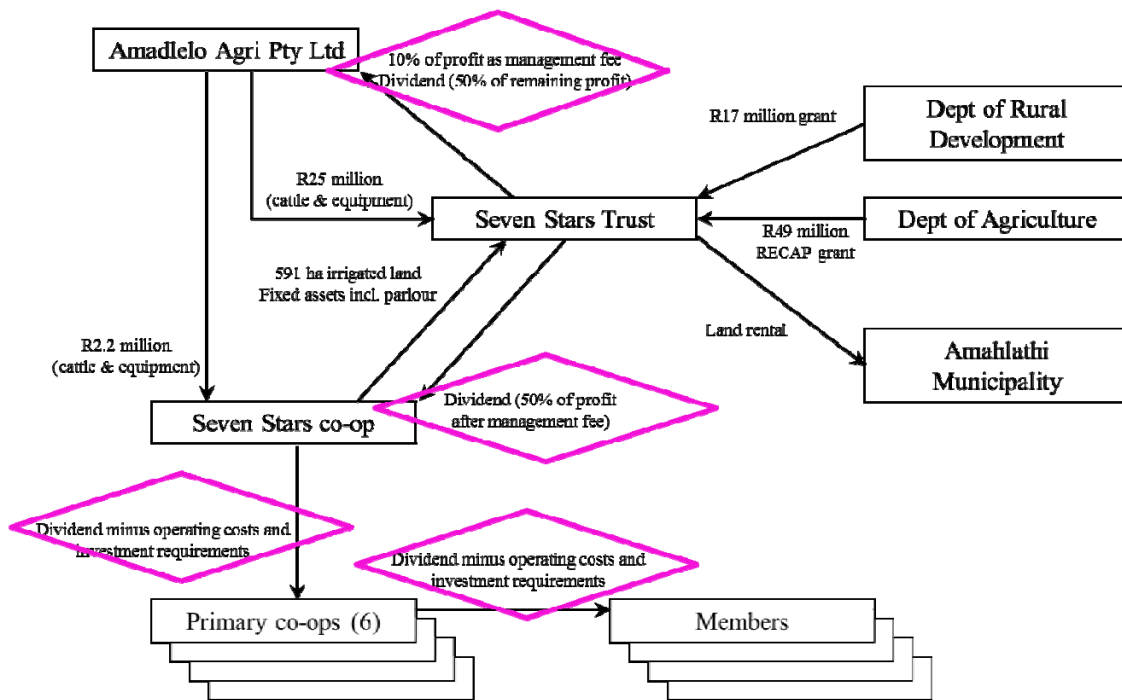 Amadlelo Agri Pty Ltd
10% of profit as management fee
Dividend (50% of remaining profit)
R17 million grant
Dept of Rural
Development
R25 million
(cattle & equipment)
Seven Stars Trust
Dept of Agriculture
R49 million
RECAP grant
591 ha irrigated land
Fixed assets incl. parlour
Land rental
R2.2 million
(cattle & equipment)
Amahlathi
Municipality
Dividend (50% of profit
after management fee)
Seven Stars co-op
Dividend minus operating costs and
investment requirements
Dividend minus operating costs and
investment requirements
Primary co-ops (6)
Members